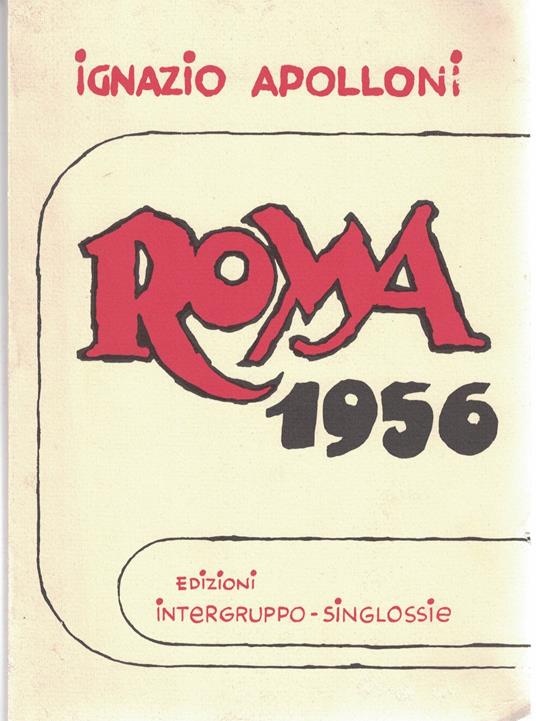 iGNAZiO APOLLONi
ROMA
1956
EDIZIONI
iNTeRGRUPPO - SiNGLOSSie